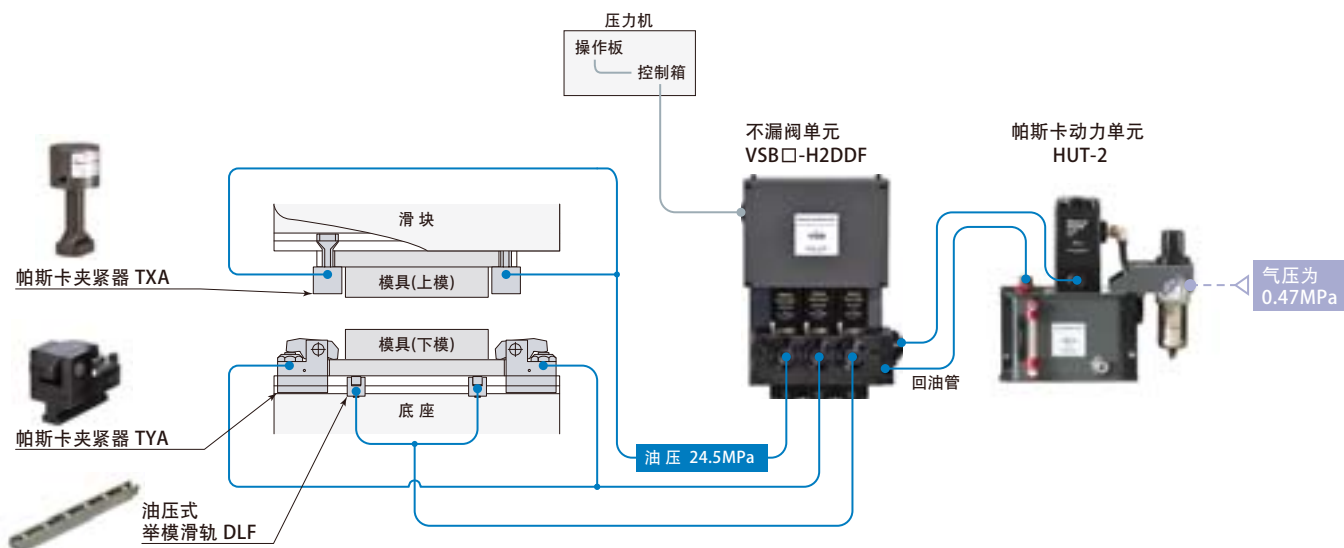 压力机
操作板
控制箱
不漏阀单元
VSB□-H2DDF
帕斯卡动力单元
HUT-2
滑块
模具(上模)
帕斯卡夹紧器 TXA
气压为
0.47MPa
模具(下模)
回油管
底座
帕斯卡夹紧器 TYA
油压 24.5MPa
油压式
举模滑轨 DLF